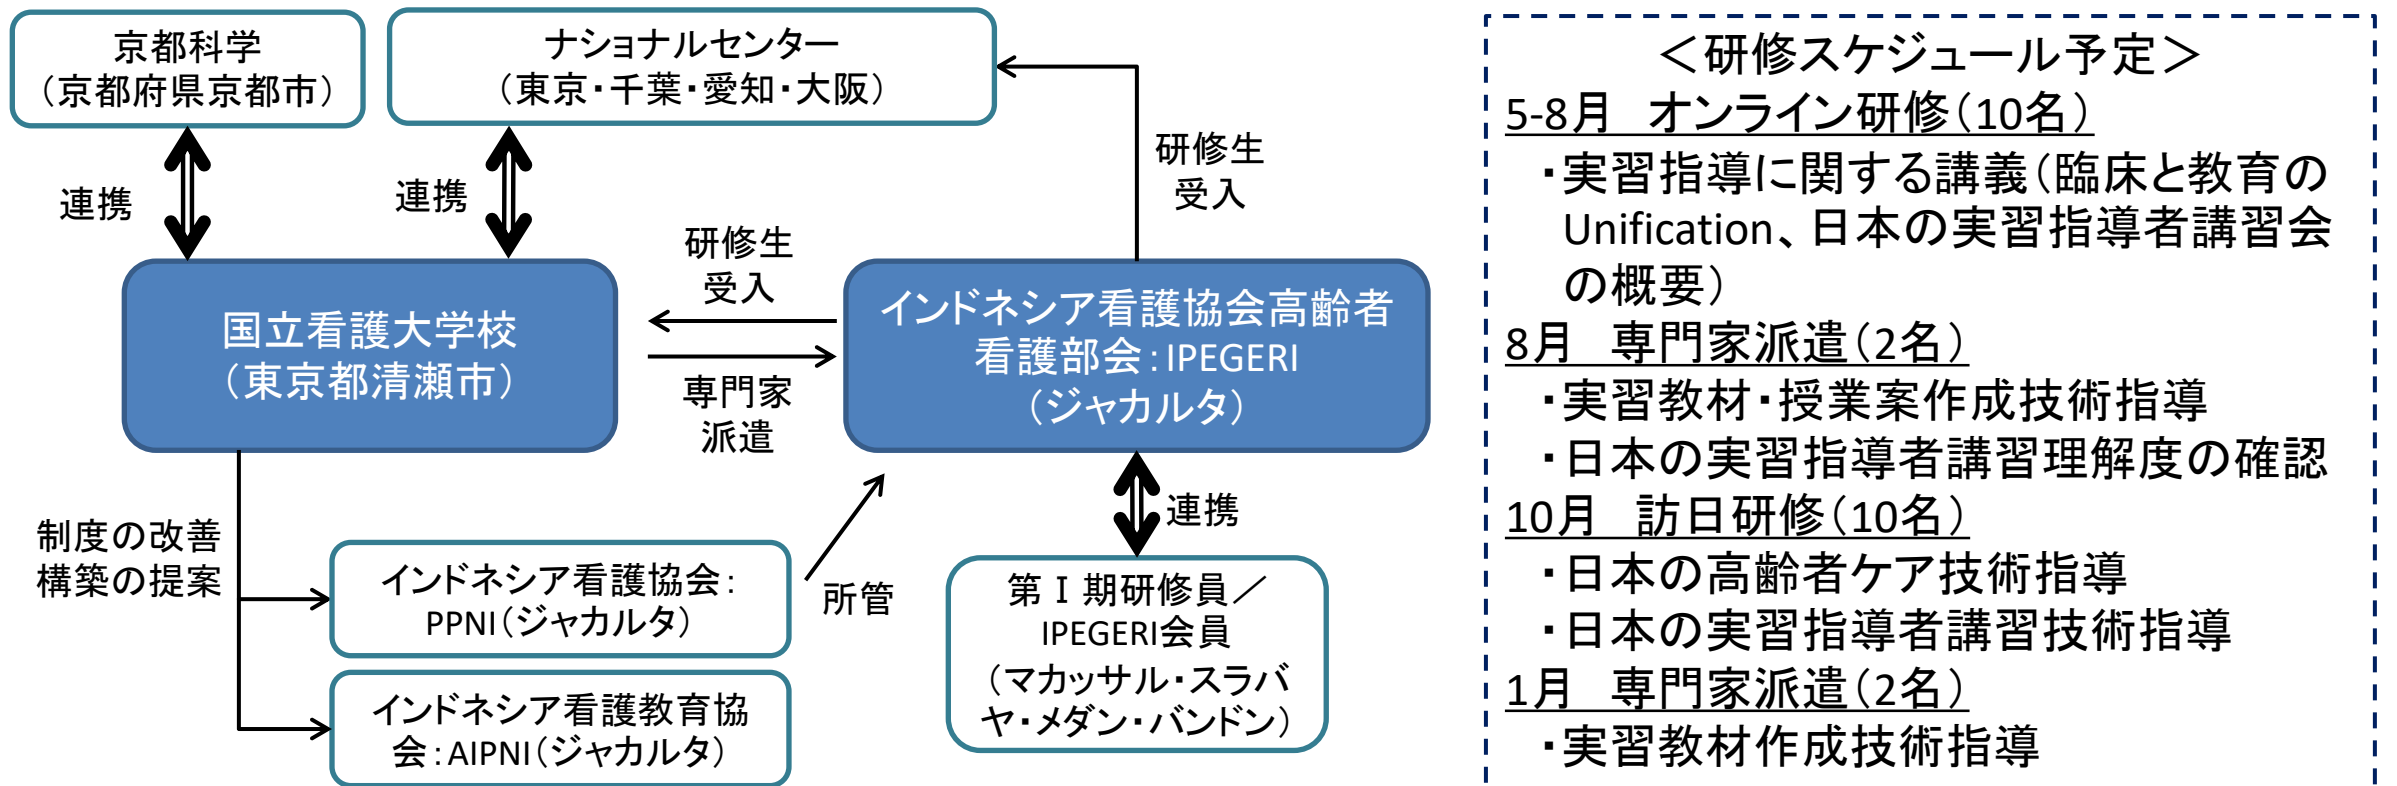 京都科学
（京都府県京都市）
ナショナルセンター
（東京・千葉・愛知・大阪）
連携
連携
研修生
受入
研修生
受入
国立看護大学校
（東京都清瀬市）
インドネシア看護協会高齢者
看護部会：IPEGERI
（ジャカルタ）
専門家
派遣
制度の改善
構築の提案
インドネシア看護協会：
PPNI（ジャカルタ）
所管
連携
インドネシア看護教育協
会：AIPNI（ジャカルタ）
第Ⅰ期研修員／
IPEGERI会員
（マカッサル・スラバ
ヤ・メダン・バンドン）
＜研修スケジュール予定＞
5-8月　オンライン研修（10名）
・実習指導に関する講義（臨床と教育の
Unification、日本の実習指導者講習会
の概要）
8月　専門家派遣（2名）
・実習教材・授業案作成技術指導
・日本の実習指導者講習理解度の確認
10月　訪日研修（10名）
・日本の高齢者ケア技術指導
・日本の実習指導者講習技術指導
1月　専門家派遣（2名）
・実習教材作成技術指導